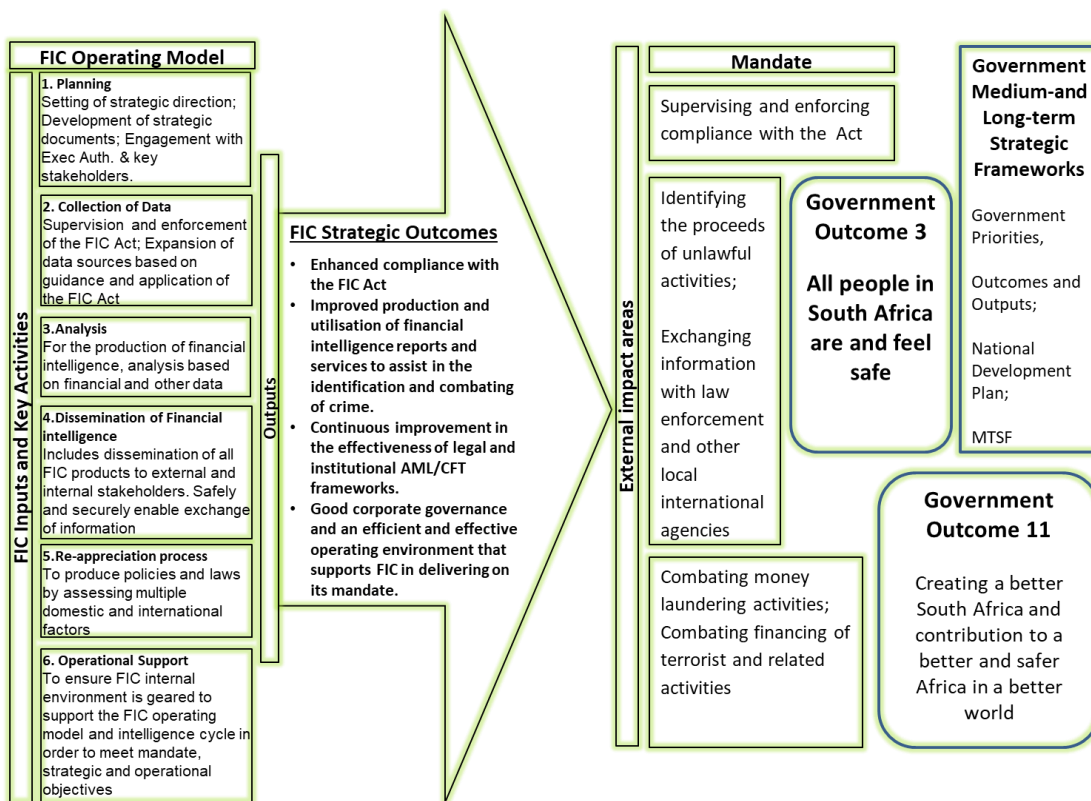 FIC Operating Model
FIC Inputs and Key Activities
1. Planning
Setting of strategic direction;
Development of strategic
documents; Engagement with
Exec Auth. & key
stakeholders.
2. Collection of Data
Supervision and enforcement
of the FIC Act; Expansion of
data sources based on
guidance and application of
the FIC Act
3.Analysis
For the production of financial
intelligence, analysis based
on financial and other data
4.Dissemination of Financial
intelligence
Includes dissemination of all
FIC products to external and
internal stakeholders. Safely
and securely enable exchange
of information
5.Re-appreciation process
To produce policies and laws
by assessing multiple
domestic and international
factors
6. Operational Support
To ensure FIC internal
environment is geared to
support the FIC operating
model and intelligence cycle in
order to meet mandate,
strategic and operational
objectives
Outputs
FIC Strategic Outcomes
• Enhanced compliance with
the FIC Act
• Improved production and
utilisation of financial
intelligence reports and
services to assist in the
identification and combating
of crime.
• Continuous improvement in
the effectiveness of legal and
institutional AML/CFT
frameworks.
• Good corporate governance
and an efficient and effective
operating environment that
supports FIC in delivering on
its mandate.
External impact areas
Mandate
Supervising and enforcing
compliance with the Act
Identifying
the proceeds
of unlawful
activities;
Exchanging
information
with law
enforcement
and other
local
international
agencies
Combating money
laundering activities;
Combating financing of
terrorist and related
activities
Government
Outcome 3
All people in
South Africa
are and feel
safe
Government
Medium-and
Long-term
Strategic
Frameworks
Government
Priorities,
Outcomes and
Outputs;
National
Development
Plan;
MTSF
Government
Outcome 11
Creating a better
South Africa and
contribution to a
better and safer
Africa in a better
world